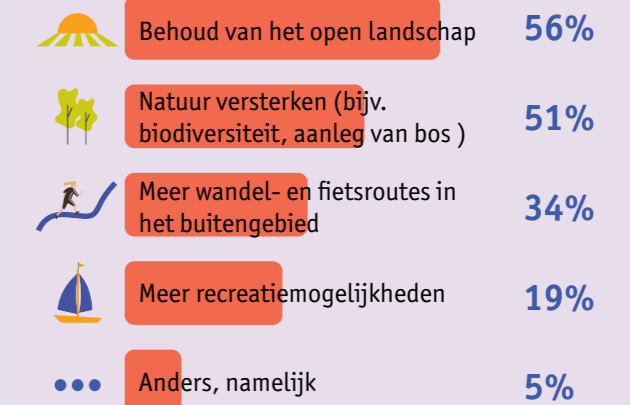 Behoud van het open landschap 56%
Natuur versterken (bijv.
biodiversiteit, aanleg van bos ) 51%
Meer wandel- en fietsroutes in
het buitengebied 34%
Meer recreatiemogelijkheden 19%
Anders, namelijk 5%